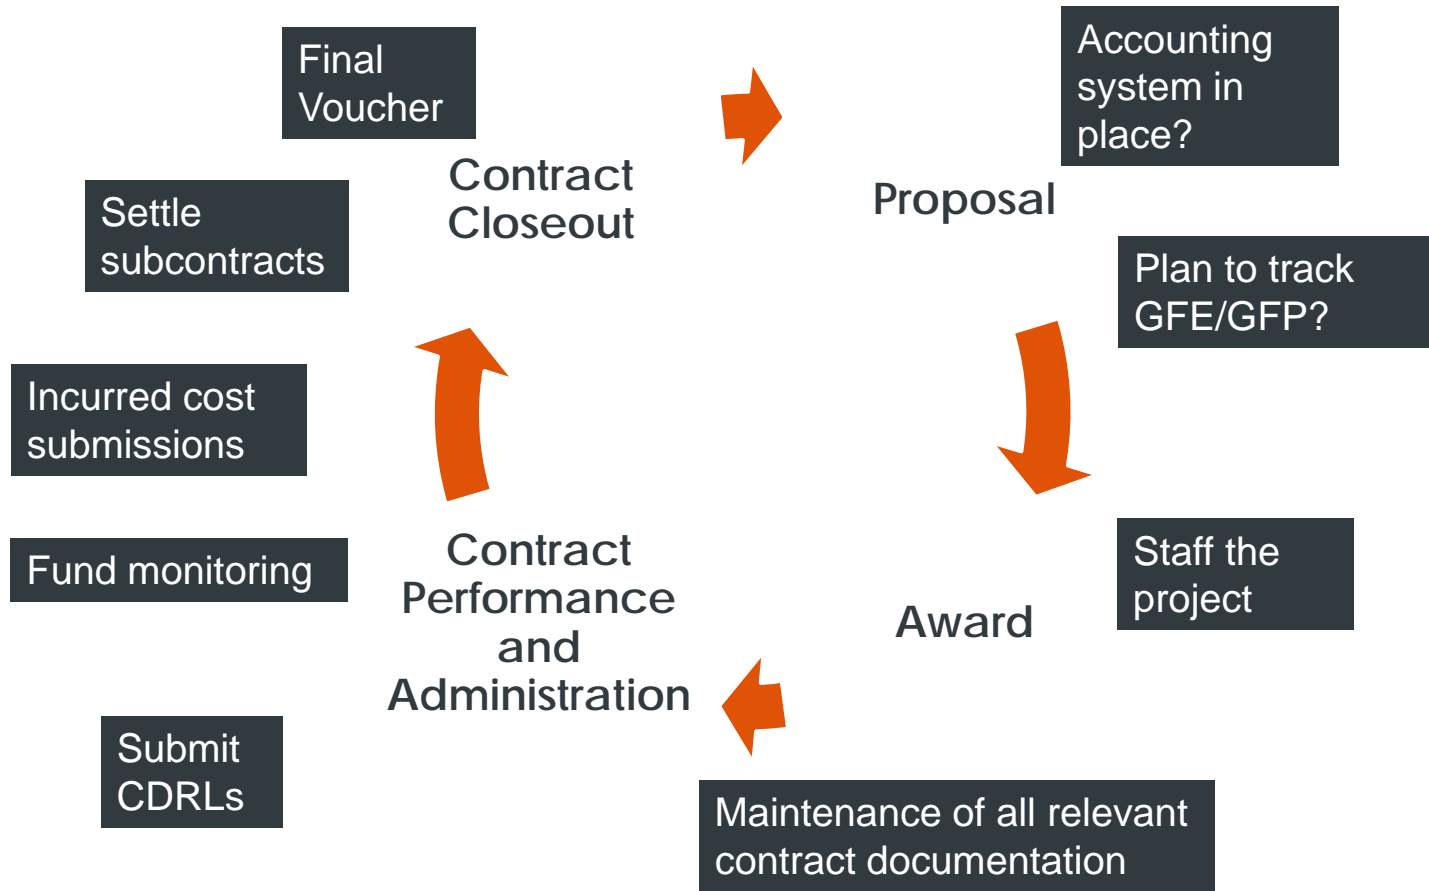 Final
Voucher
Contract
Closeout
Accounting
system in
place?
Proposal
Settle
subcontracts
Plan to track
GFE/GFP?
Incurred cost
submissions
Fund monitoring
Contract
Performance
and
Administration
Award
Staff the
project
Submit
CDRLs
Maintenance of all relevant
contract documentation